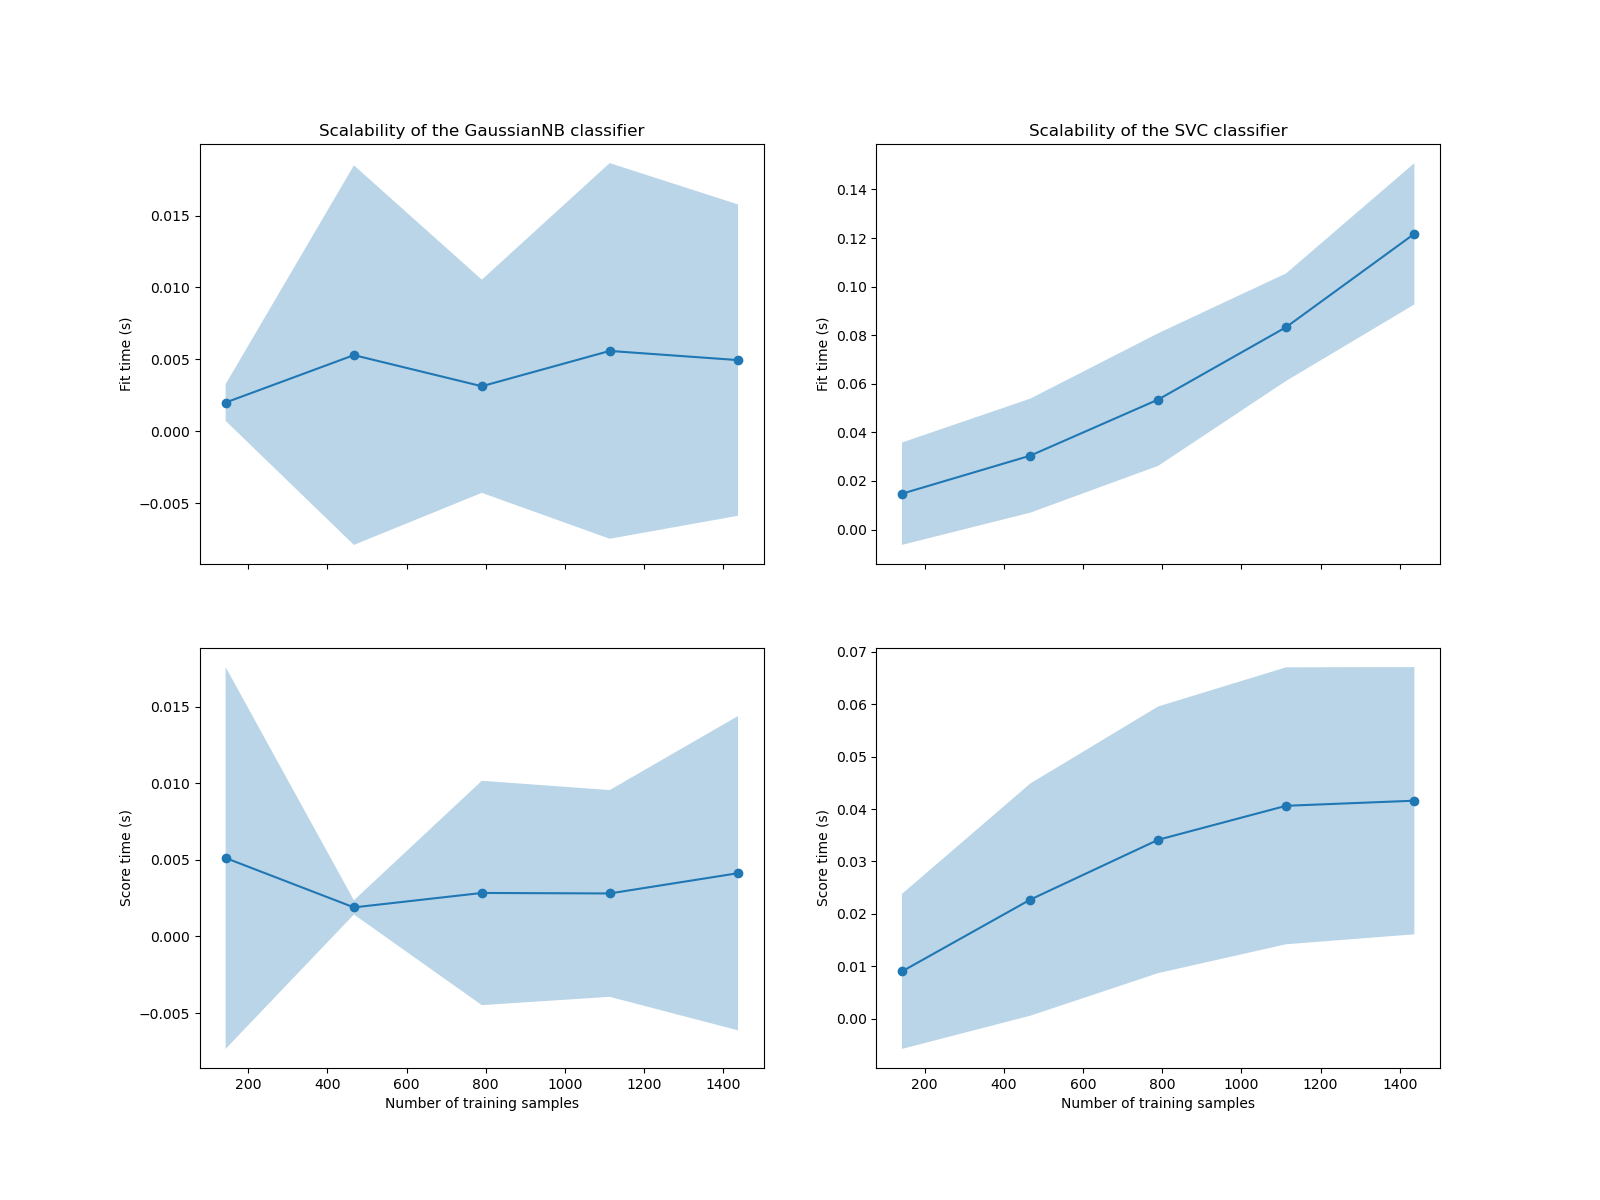 Scalability of the GaussianNB classifier
Scalability of the SVC classifier
Fit time (s)
0.015
0.010
0.005
0.000
−0.005
Fit time (s)
0.14
0.12
0.10
0.08
0.06
0.04
0.02
0.00
Score time (s)
0.015
0.010
0.005
0.000
−0.005
200 400 600 800 1000 1200 1400
Number of training samples
Score time (s)
0.07
0.06
0.05
0.04
0.03
0.02
0.01
0.00
200 400 600 800 1000 1200 1400
Number of training samples